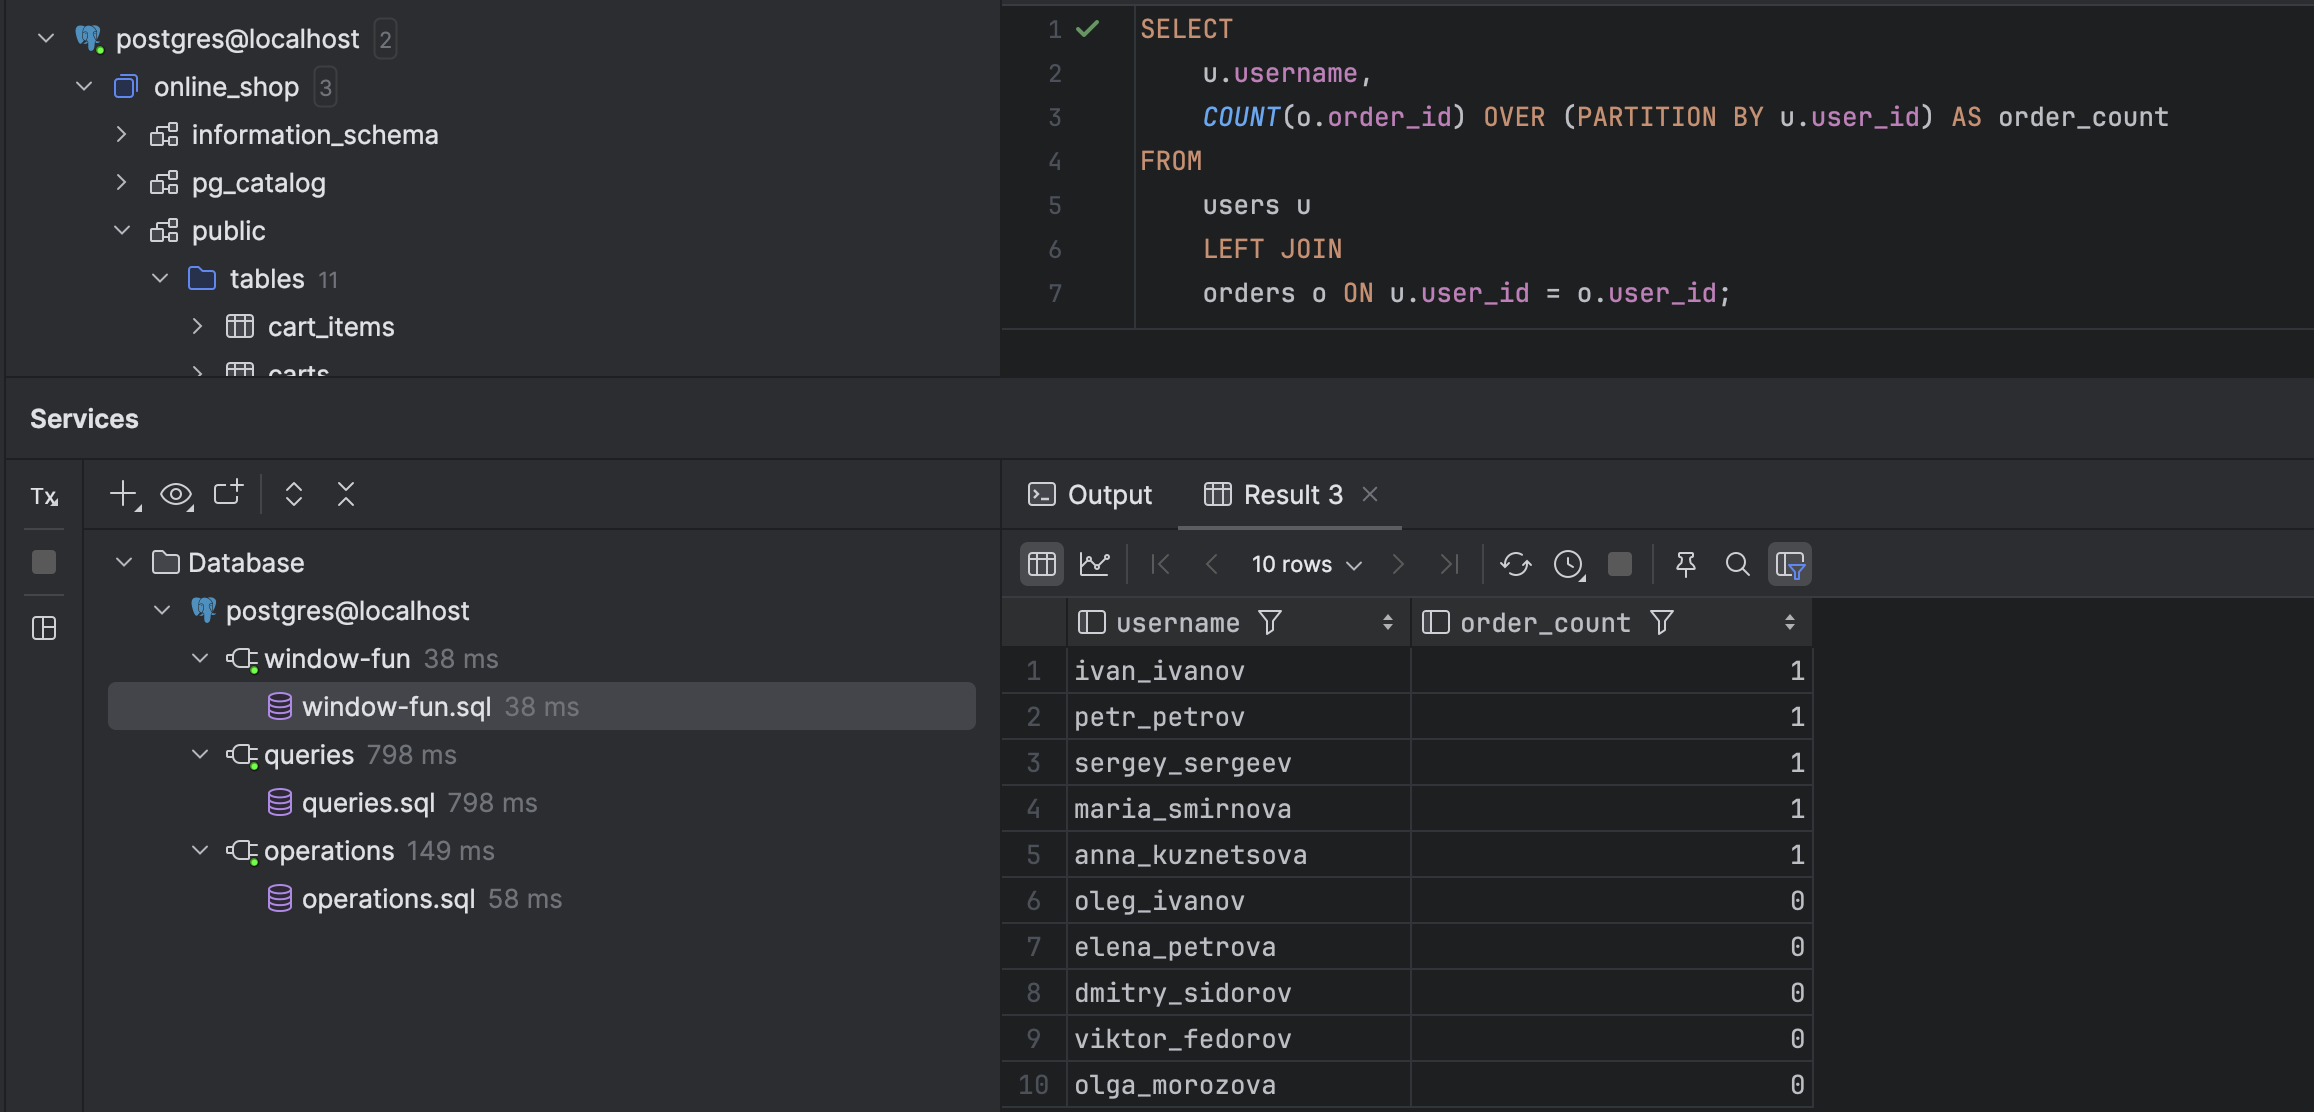 postgres@localhost 2
online_shop 3
information_schema
pg_catalog
public
tables 11
cart_items
carts
1 SELECT
2 u.username,
3 COUNT(o.order_id) OVER (PARTITION BY u.user_id) AS order_count
4 FROM
5 users u
6 LEFT JOIN
7 orders o ON u.user_id = o.user_id;
Services
Tx
Database
postgres@localhost
window-fun 38 ms
window-fun.sql 38 ms
queries 798 ms
queries.sql 798 ms
operations 149 ms
operations.sql 58 ms
Output Result 3
10 rows
username order_count
1 ivan_ivanov 1
2 petr_petrov 1
3 sergey_sergeev 1
4 maria_smirnova 1
5 anna_kuznetsova 1
6 oleg_ivanov 0
7 elena_petrova 0
8 dmitry_sidorov 0
9 viktor_fedorov 0
10 olga_morozova 0